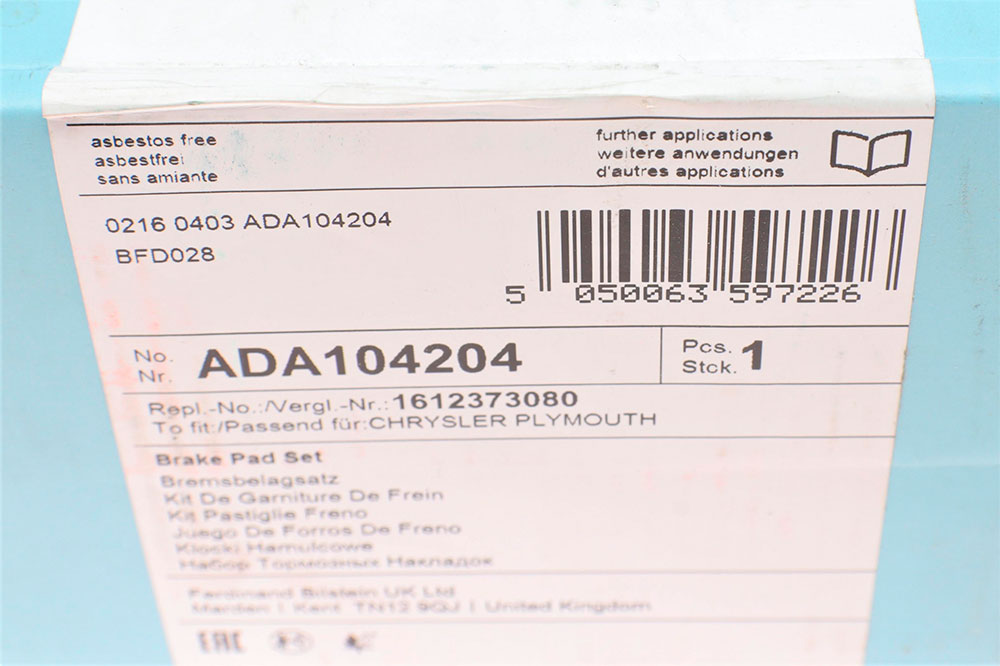 asbestos free
asbestfrei
sans amiante
further applications
weitere anwendungen
d'autres applications
0216 0403 ADA104204
BFD028
5 050063 597226
No.
Nr. ADA104204
Pcs.
Stck. 1
Repl.-No.:/Vergl.-Nr.:1612373080
To fit:/Passend für:CHRYSLER PLYMOUTH
Brake Pad Set
Bremsbelagsatz
Kit De Garniture De Frein
Kit Pastiglie Freno
Juego De Forros De Freno
Klocki Hamulcowe
Набор Тормозных Накладок
Ferdinand Bilstein UK Ltd
Marden | Kent TN12 9GJ | United Kingdom
EAC